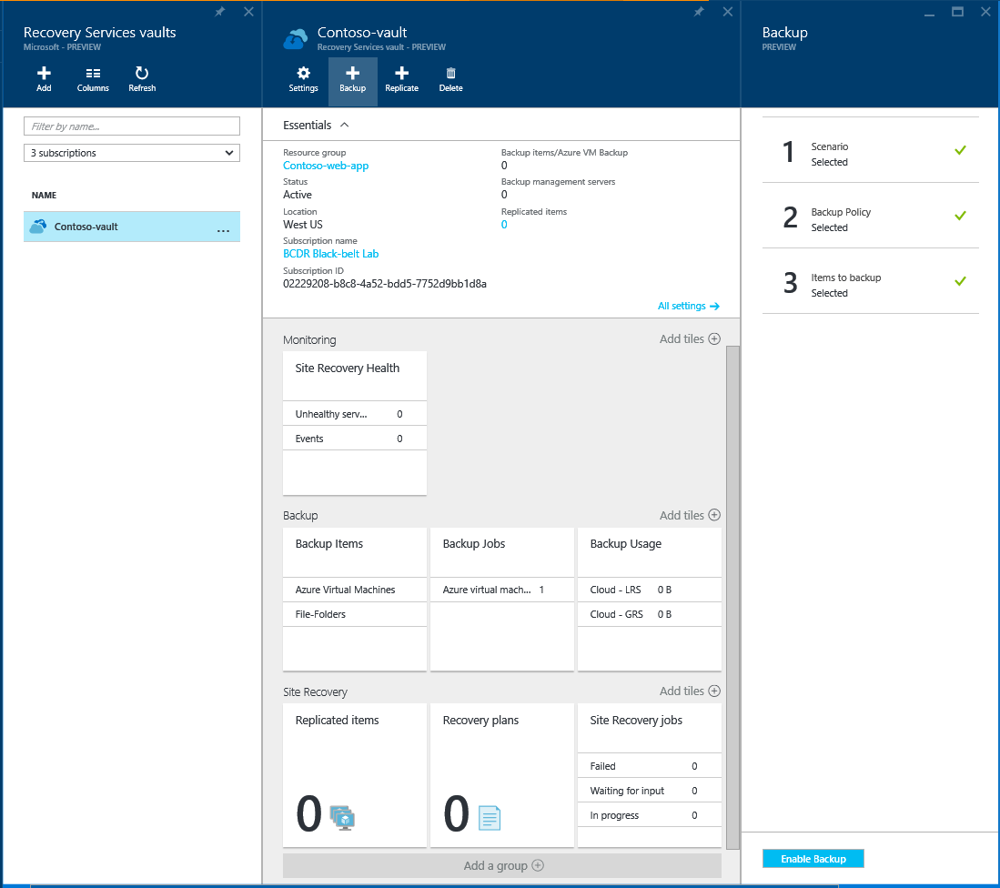 Recovery Services vaults
Microsoft - PREVIEW
Add
Columns
Refresh
Filter by name...
3 subscriptions
NAME
Contoso-vault
...
Contoso-vault
Recovery Services vault - PREVIEW
Settings
Backup
Replicate
Delete
Essentials
Resource group
Contoso-web-app
Status
Active
Location
West US
Subscription name
BCDR Black-belt Lab
Subscription ID
02229208-b8c8-4a52-bdd5-7752d9bb1d8a
Backup items/Azure VM Backup
0
Backup management servers
0
Replicated items
0
All settings
Monitoring
Add tiles
Site Recovery Health
Unhealthy serv... 0
Events 0
Backup
Add tiles
Backup Items
Azure Virtual Machines
File-Folders
Backup Jobs
Azure virtual mach... 1
Backup Usage
Cloud - LRS 0 B
Cloud - GRS 0 B
Site Recovery
Add tiles
Replicated items
0
Recovery plans
0
Site Recovery jobs
Failed 0
Waiting for input 0
In progress 0
Add a group
Backup
PREVIEW
1
Scenario
Selected
2
Backup Policy
Selected
3
Items to backup
Selected
Enable Backup